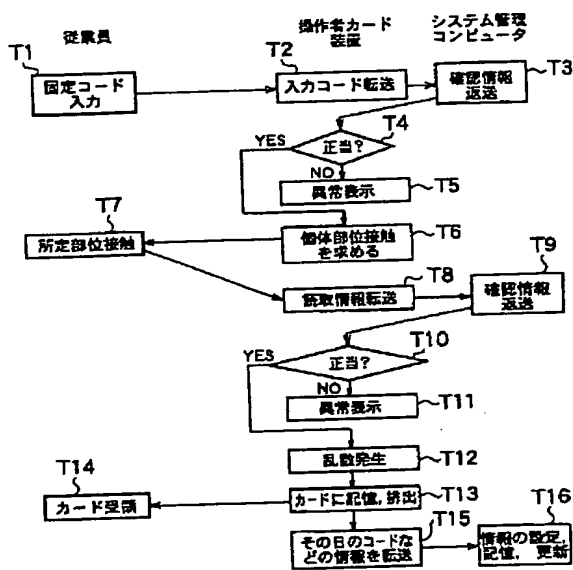 従業員
操作者カード
装置
システム管理
コンピュータ
T1
固定コード
入力
T2
入力コード転送
T3
確認情報
返送
T4
正当?
YES
NO
異常表示
T5
T6
個体部位接触
を求める
T7
所定部位接触
T8
読取情報転送
T9
確認情報
返送
T10
正当?
YES
NO
異常表示
T11
乱数発生
T12
カードに記憶,排出
T13
T14
カード受領
T15
その日のコードな
どの情報を転送
T16
情報の設定,
記憶, 更新